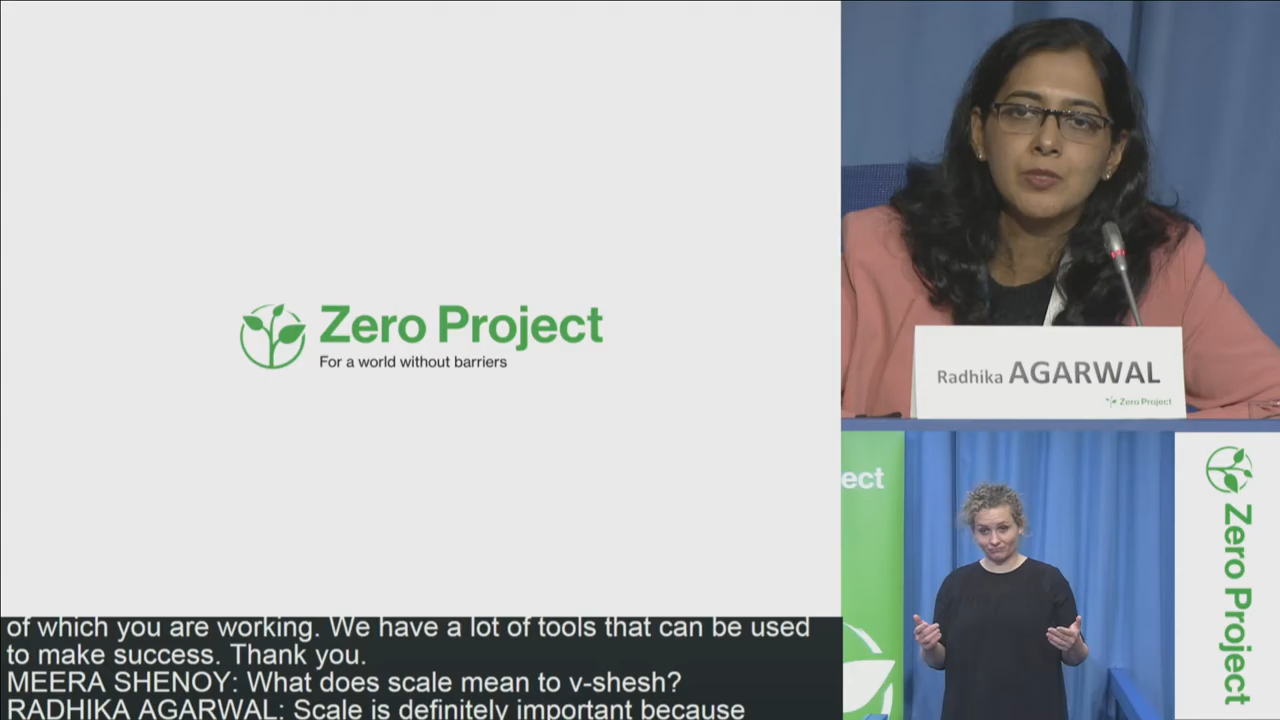 Zero Project
For a world without barriers
of which you are working. We have a lot of tools that can be used
to make success. Thank you.
MEERA SHENOY: What does scale mean to v-shesh?
RADHIKA AGARWAL: Scale is definitely important because
Radhika AGARWAL
Zero Project
ect
Zero Project